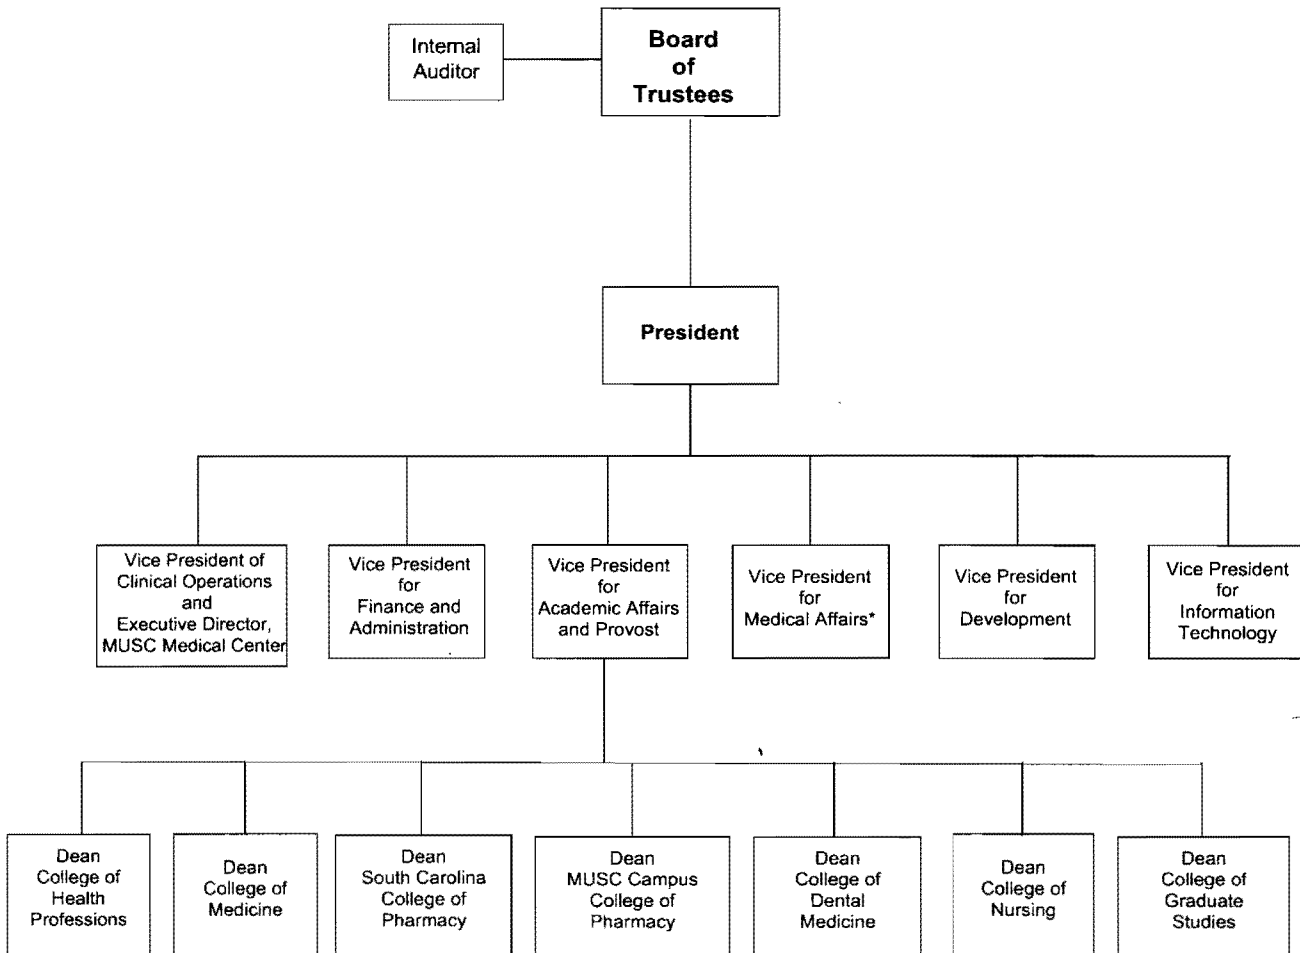 Internal
Auditor
Board
of
Trustees
President
Vice President of
Clinical Operations
and
Executive Director,
MUSC Medical Center
Vice President
for
Finance and
Administration
Vice President
for
Academic Affairs
and Provost
Vice President
for
Medical Affairs*
Vice President
for
Development
Vice President
for
Information
Technology
Dean
College of
Health
Professions
Dean
College of
Medicine
Dean
South Carolina
College of
Pharmacy
Dean
MUSC Campus
College of
Pharmacy
Dean
College of
Dental
Medicine
Dean
College of
Nursing
Dean
College of
Graduate
Studies